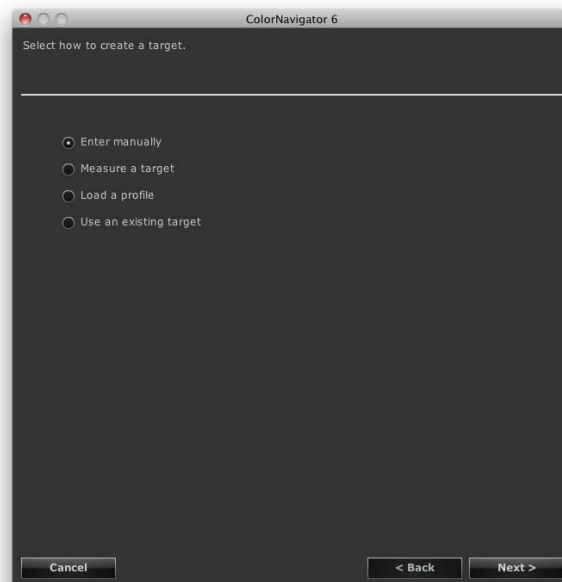 ColorNavigator 6
Select how to create a target.
Enter manually
Measure a target
Load a profile
Use an existing target
Cancel
< Back
Next >